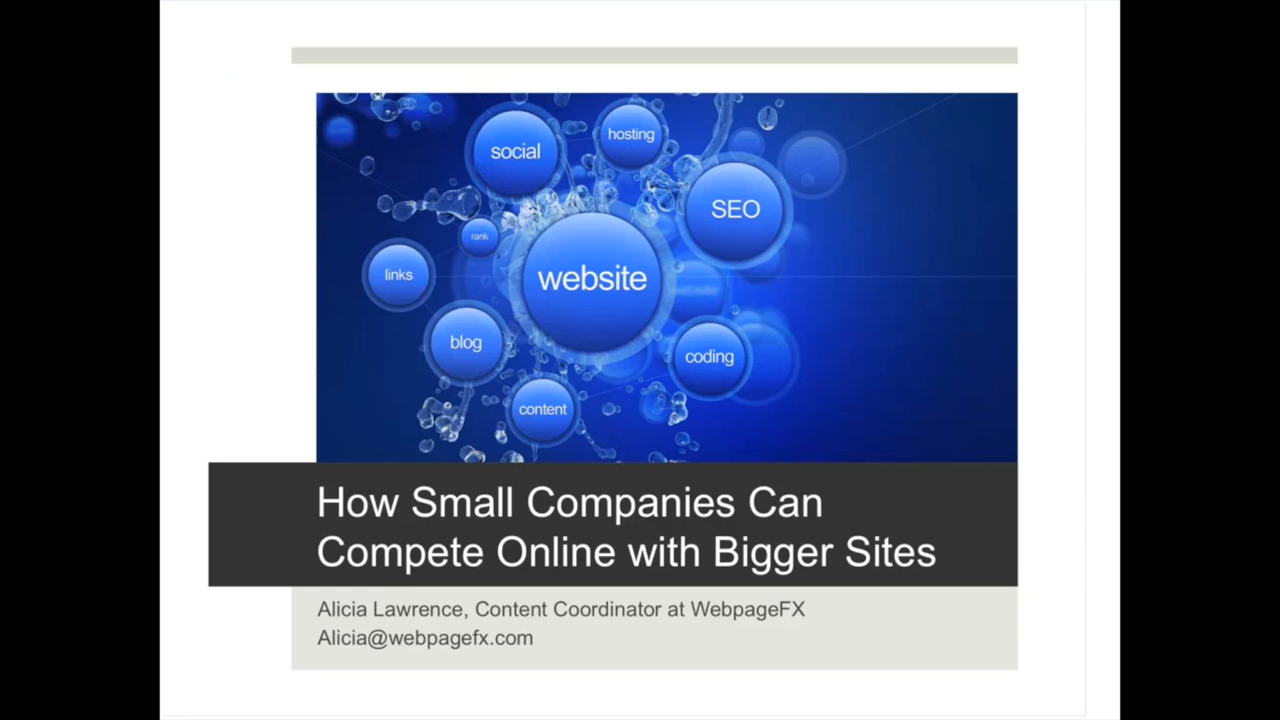 social
hosting
SEO
rank
website
links
blog
coding
content
How Small Companies Can
Compete Online with Bigger Sites
Alicia Lawrence, Content Coordinator at WebpageFX
Alicia@webpagefx.com